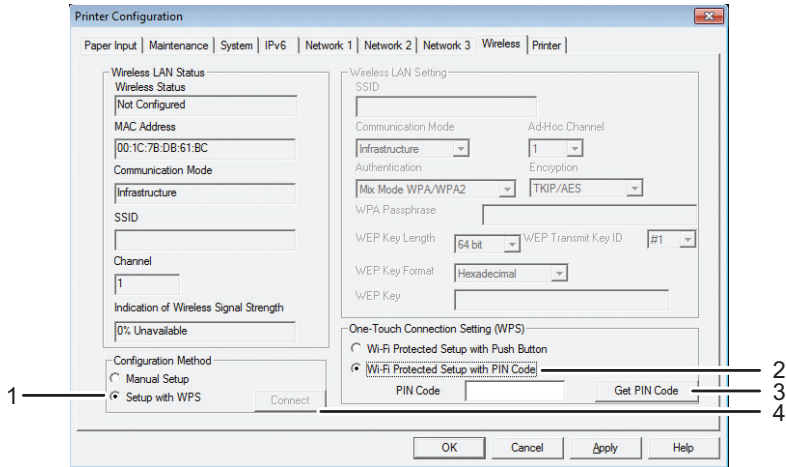 Printer Configuration
Paper Input Maintenance System IPv6 Network 1 Network 2 Network 3 Wireless Printer
Wireless LAN Status
Wireless Status
Not Configured
MAC Address
00:1C:7B:DB:61:BC
Communication Mode
Infrastructure
SSID
Channel
1
Indication of Wireless Signal Strength
0% Unavailable
Configuration Method
Manual Setup
Setup with WPS
Connect
Wireless LAN Setting
SSID
Communication Mode Ad-Hoc Channel
Infrastructure 1
Authentication Encryption
Mix Mode WPA/WPA2 TKIP/AES
WPA Passphrase
WEP Key Length 64 bit WEP Transmit Key ID #1
WEP Key Format Hexadecimal
WEP Key
One-Touch Connection Setting (WPS)
Wi-Fi Protected Setup with Push Button
Wi-Fi Protected Setup with PIN Code
PIN Code Get PIN Code
OK Cancel Apply Help
1
2
3
4